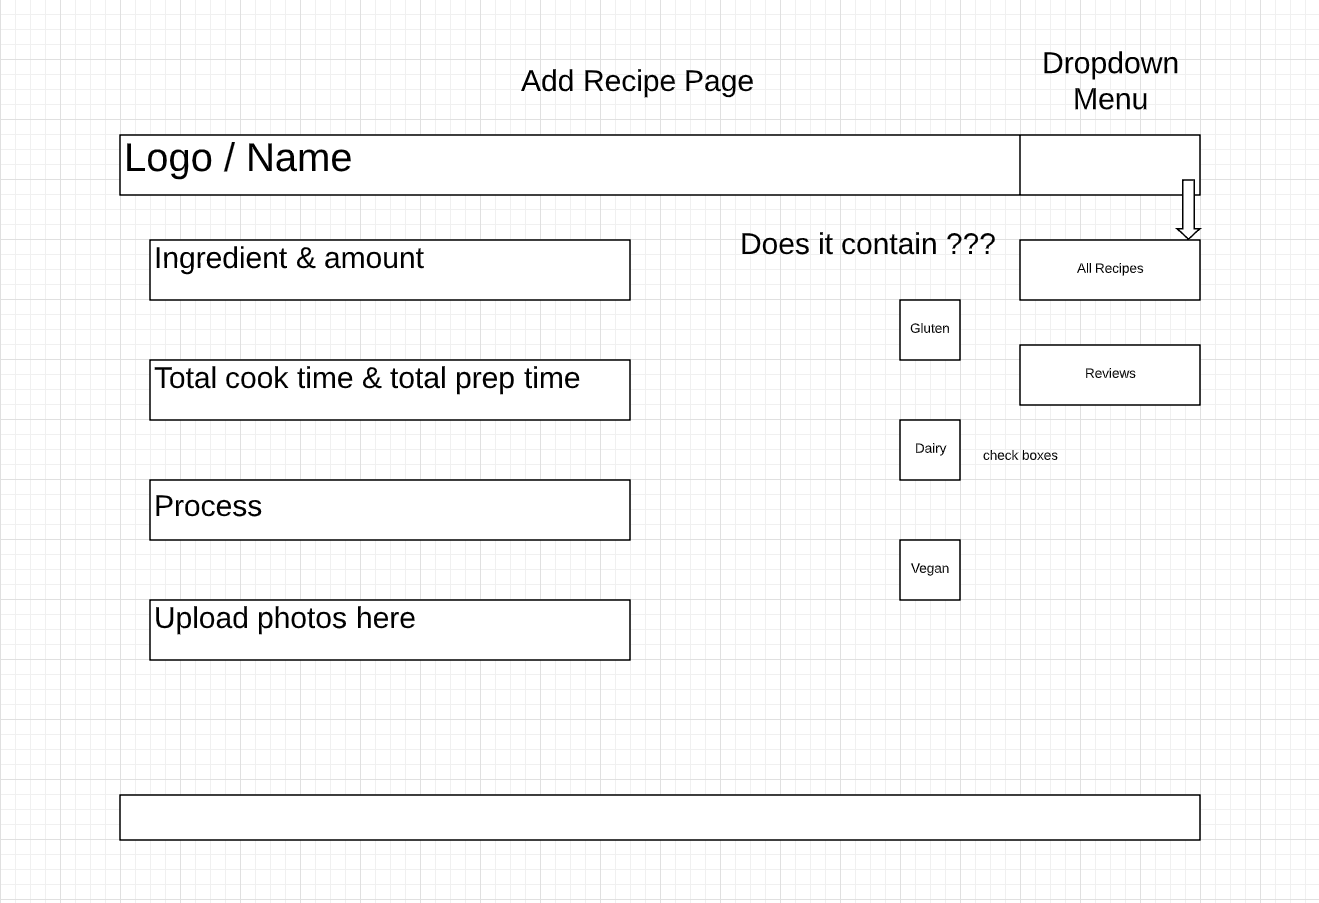 Add Recipe Page
Dropdown
Menu
Logo / Name
Ingredient & amount
Does it contain ???
All Recipes
Gluten
Total cook time & total prep time
Reviews
Dairy
check boxes
Process
Vegan
Upload photos here